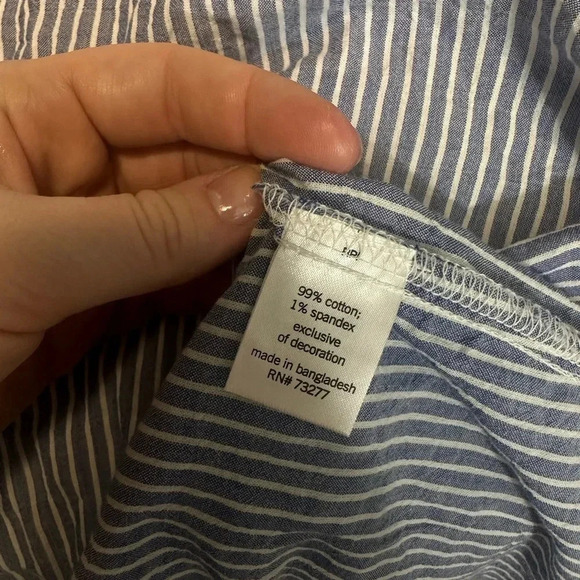 99% cotton;
1% spandex
exclusive
of decoration
made in bangladesh
RN# 73277